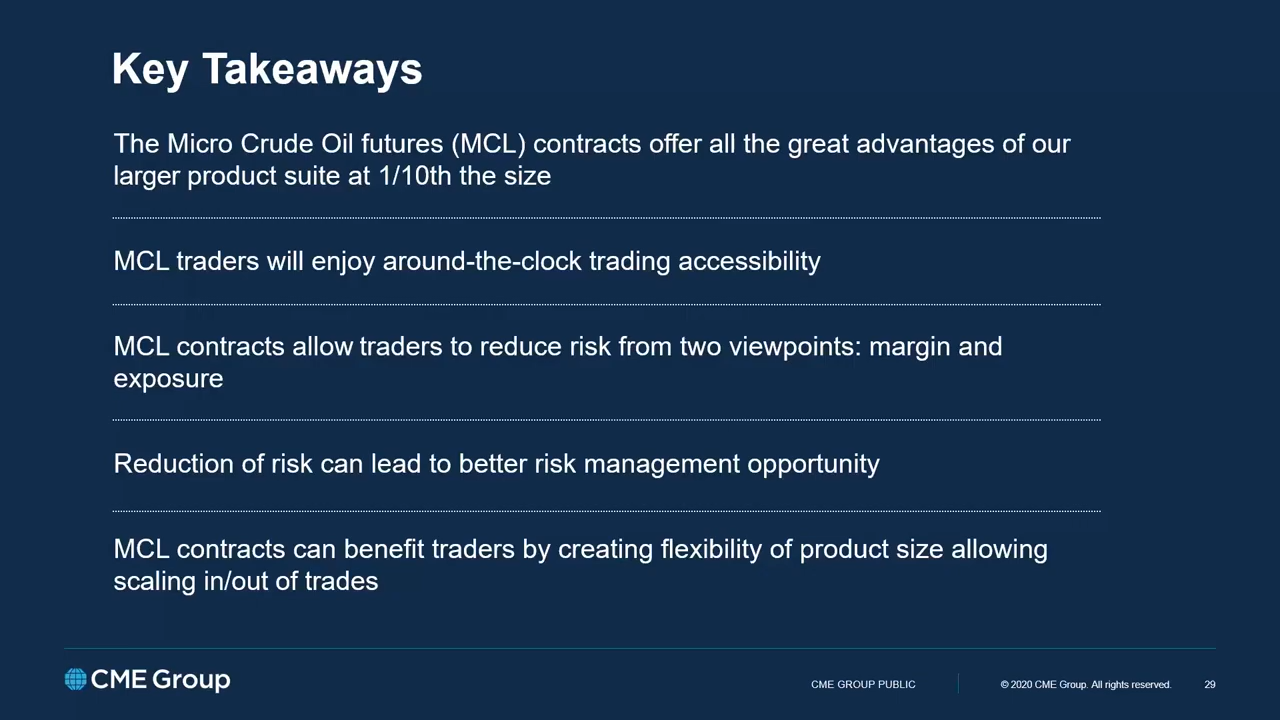 Key Takeaways
The Micro Crude Oil futures (MCL) contracts offer all the great advantages of our
larger product suite at 1/10th the size
MCL traders will enjoy around-the-clock trading accessibility
MCL contracts allow traders to reduce risk from two viewpoints: margin and
exposure
Reduction of risk can lead to better risk management opportunity
MCL contracts can benefit traders by creating flexibility of product size allowing
scaling in/out of trades
CME Group
CME GROUP PUBLIC
© 2020 CME Group. All rights reserved.
29